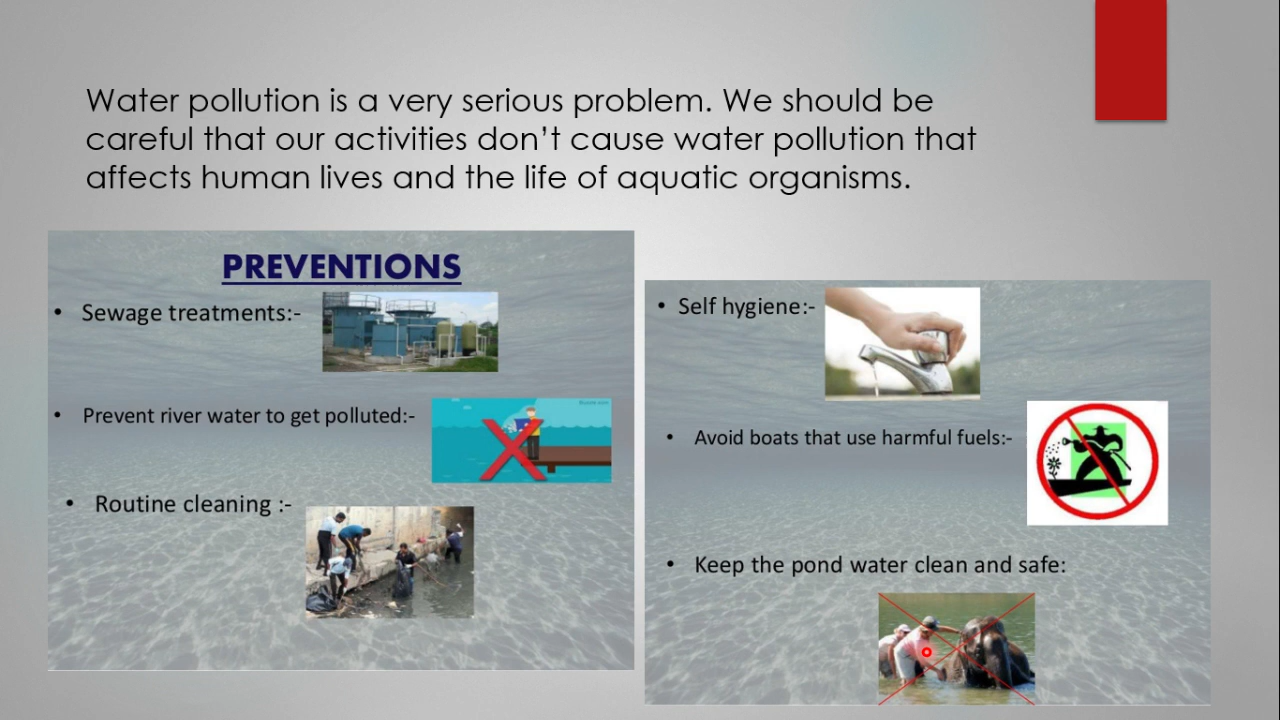 Water pollution is a very serious problem. We should be
careful that our activities don’t cause water pollution that
affects human lives and the life of aquatic organisms.
PREVENTIONS
• Sewage treatments:-
• Prevent river water to get polluted:-
• Routine cleaning :-
• Self hygiene:-
• Avoid boats that use harmful fuels:-
• Keep the pond water clean and safe: